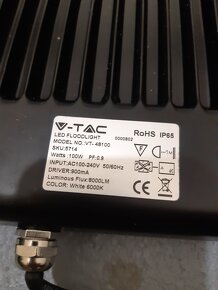 V-TAC
0000802
RoHS IP65
LED FLOODLIGHT
MODEL NO.:VT-48100
SKU:5714
Watts: 100W PF:0.9
INPUT:AC100-240V 50/60Hz
DRIVER:900mA
Luminous Flux:8000LM
COLOR: White 6000K